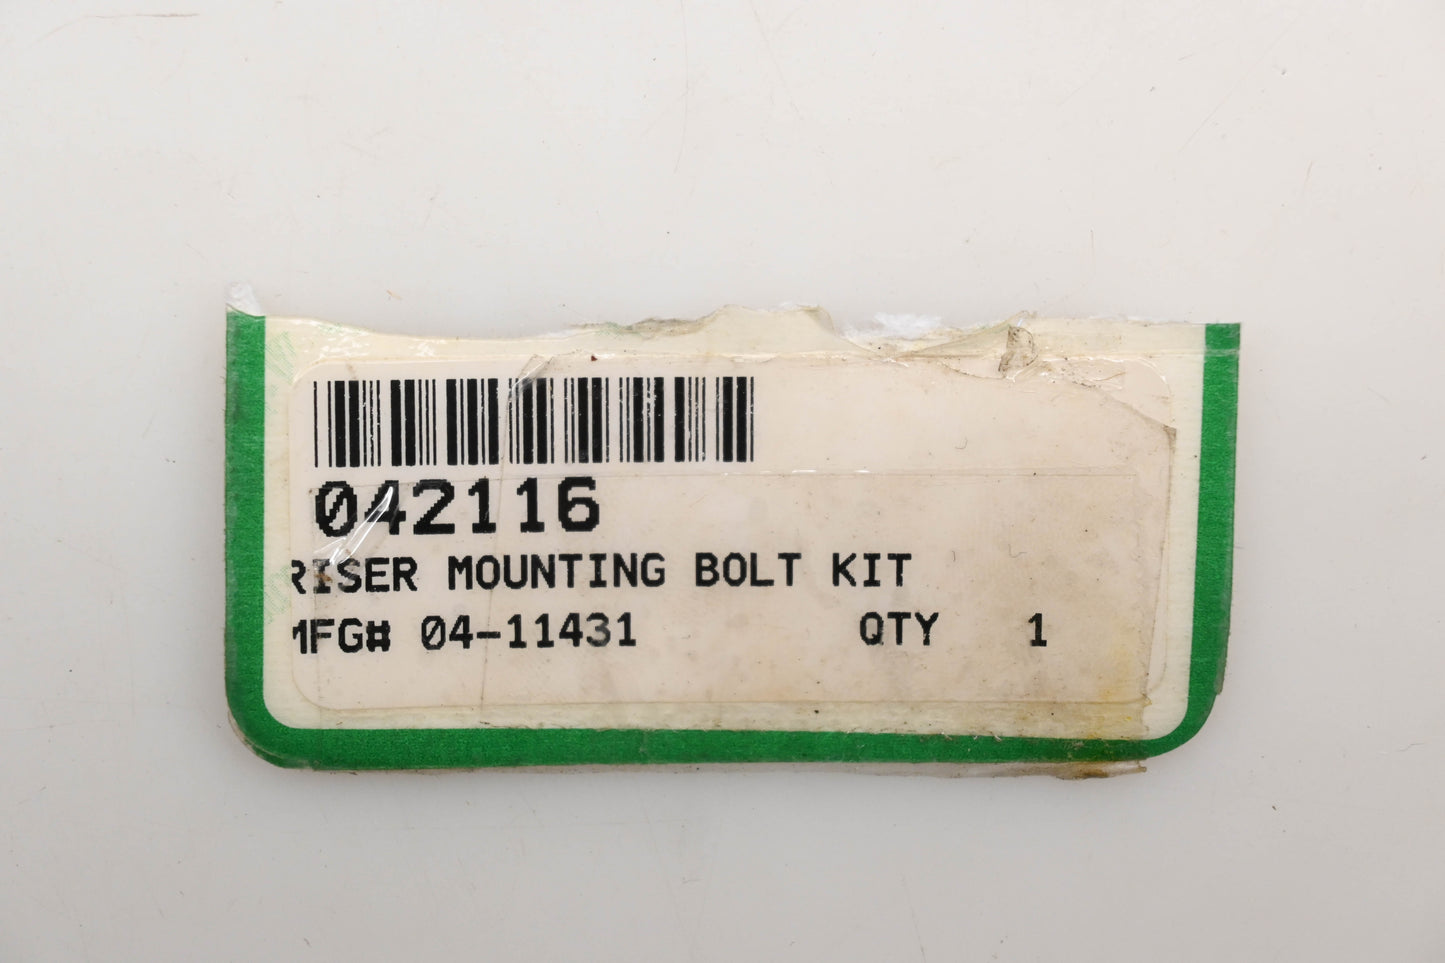 042116
RISER MOUNTING BOLT KIT
MFG# 04-11431 QTY 1